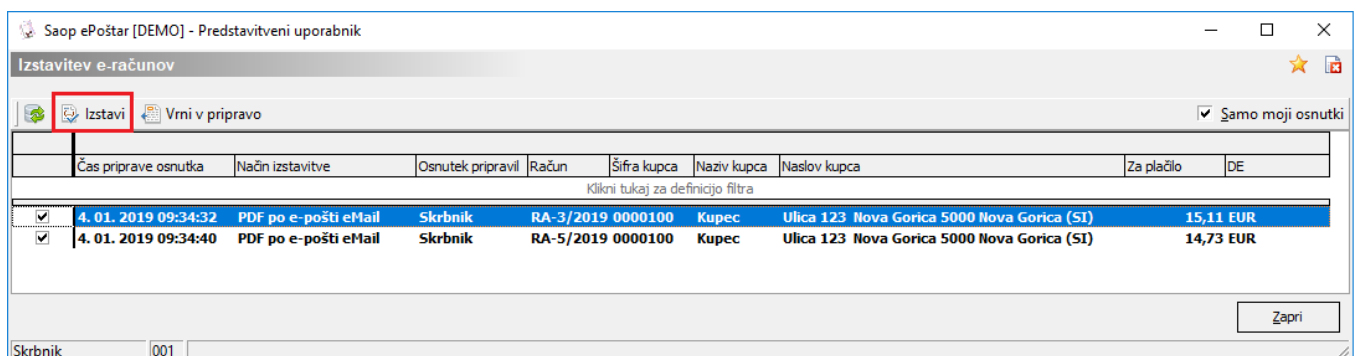 Saop ePoštar [DEMO] - Predstavitveni uporabnik
Izstavitev e-računov
Izstavi Vrni v pripravo Samo moji osnutki
Čas priprave osnutka Način izstavitve Osnutek pripravil Račun Šifra kupca Naziv kupca Naslov kupca Za plačilo DE
Klikni tukaj za definicijo filtra
4. 01. 2019 09:34:32 PDF po e-pošti eMail Skrbnik RA-3/2019 0000100 Kupec Ulica 123 Nova Gorica 5000 Nova Gorica (SI) 15,11 EUR
4. 01. 2019 09:34:40 PDF po e-pošti eMail Skrbnik RA-5/2019 0000100 Kupec Ulica 123 Nova Gorica 5000 Nova Gorica (SI) 14,73 EUR
Zapri
Skrbnik 001